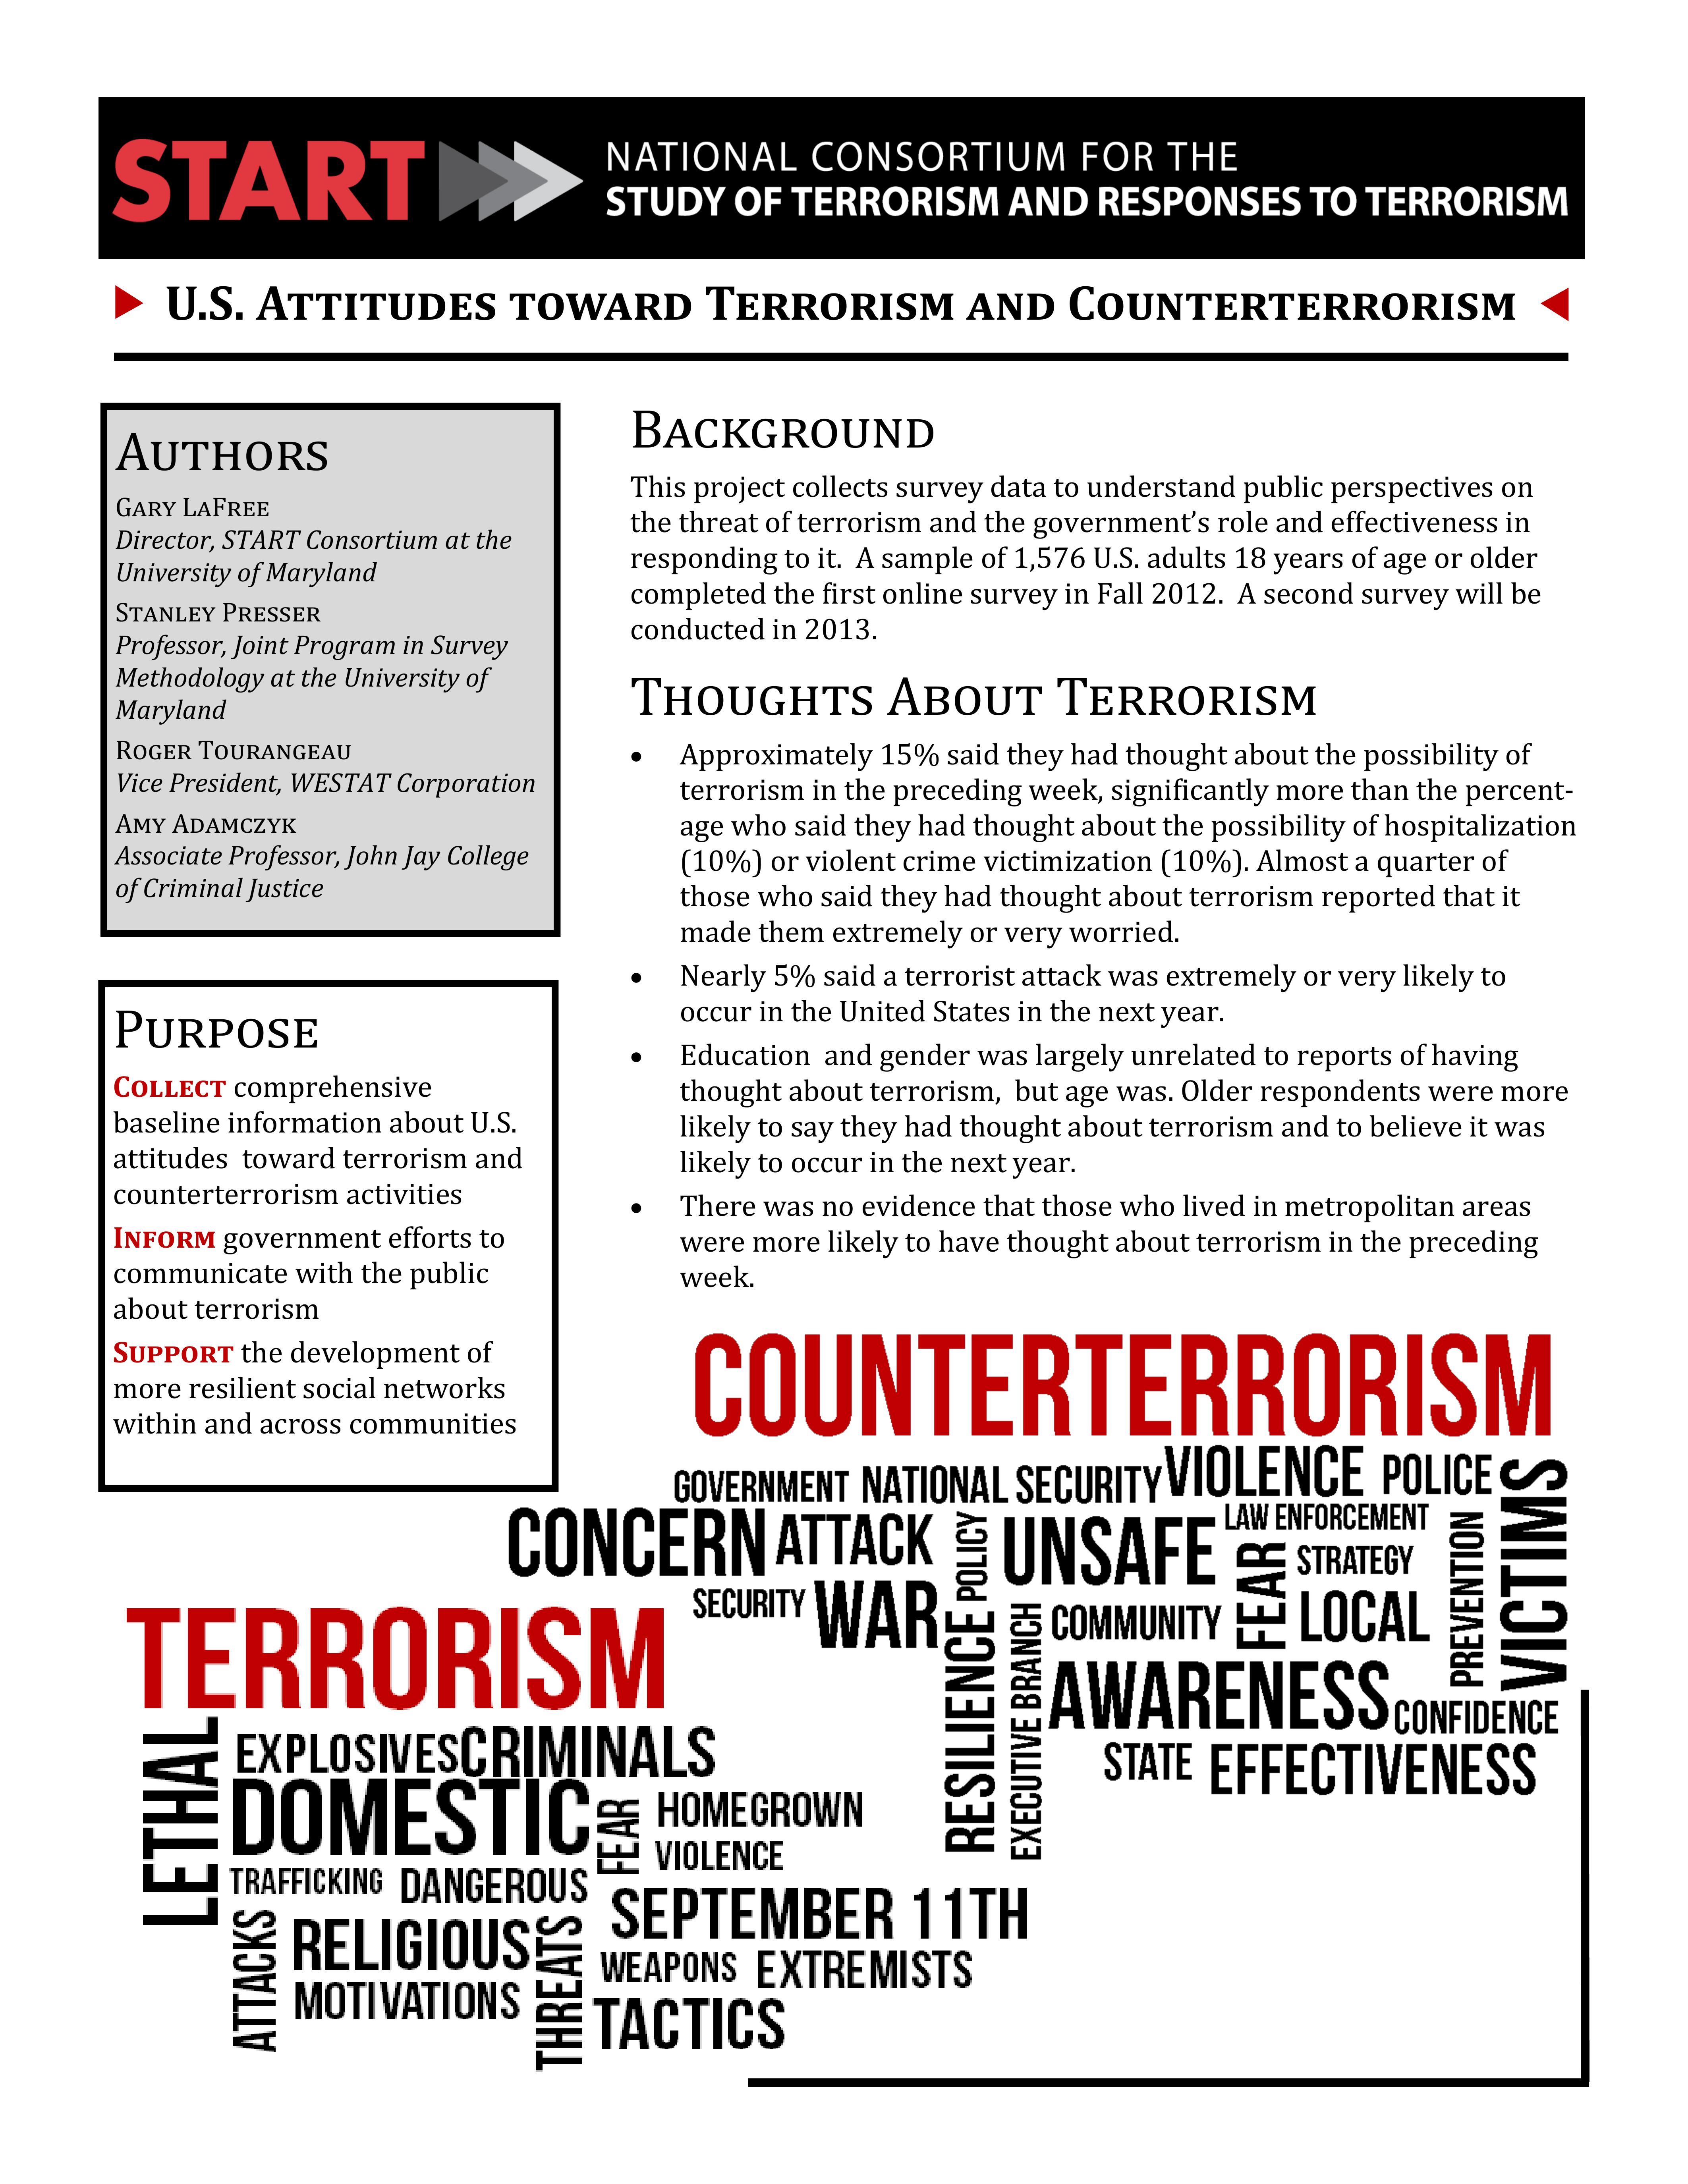 START
NATIONAL CONSORTIUM FOR THE
STUDY OF TERRORISM AND RESPONSES TO TERRORISM
U.S. ATTITUDES TOWARD TERRORISM AND COUNTERTERRORISM
AUTHORS
GARY LAFREE
Director, START Consortium at the
University of Maryland
STANLEY PRESSER
Professor, Joint Program in Survey
Methodology at the University of
Maryland
ROGER TOURANGEAU
Vice President, WESTAT Corporation
AMY ADAMCZYK
Associate Professor, John Jay College
of Criminal Justice
PURPOSE
COLLECT comprehensive
baseline information about U.S.
attitudes toward terrorism and
counterterrorism activities
INFORM government efforts to
communicate with the public
about terrorism
SUPPORT the development of
more resilient social networks
within and across communities
BACKGROUND
This project collects survey data to understand public perspectives on
the threat of terrorism and the government's role and effectiveness in
responding to it. A sample of 1,576 U.S. adults 18 years of age or older
completed the first online survey in Fall 2012. A second survey will be
conducted in 2013.
THOUGHTS ABOUT TERRORISM
• Approximately 15% said they had thought about the possibility of
terrorism in the preceding week, significantly more than the percent-
age who said they had thought about the possibility of hospitalization
(10%) or violent crime victimization (10%). Almost a quarter of
those who said they had thought about terrorism reported that it
made them extremely or very worried.
• Nearly 5% said a terrorist attack was extremely or very likely to
occur in the United States in the next year.
• Education and gender was largely unrelated to reports of having
thought about terrorism, but age was. Older respondents were more
likely to say they had thought about terrorism and to believe it was
likely to occur in the next year.
• There was no evidence that those who lived in metropolitan areas
were more likely to have thought about terrorism in the preceding
week.
COUNTERTERRORISM
GOVERNMENT NATIONAL SECURITY VIOLENCE POLICE
VICTIMS
CONCERN ATTACK
POLICY
UNSAFE
LAW ENFORCEMENT
FEAR
STRATEGY
PREVENTION
SECURITY WAR
RESILIENCE
EXECUTIVE BRANCH
COMMUNITY
LOCAL
AWARENESS CONFIDENCE
STATE EFFECTIVENESS
TERRORISM
LETHAL
EXPLOSIVES CRIMINALS
DOMESTIC
FEAR
HOMEGROWN
VIOLENCE
TRAFFICKING DANGEROUS
SEPTEMBER 11TH
ATTACKS
RELIGIOUS
THREATS
WEAPONS EXTREMISTS
MOTIVATIONS
TACTICS